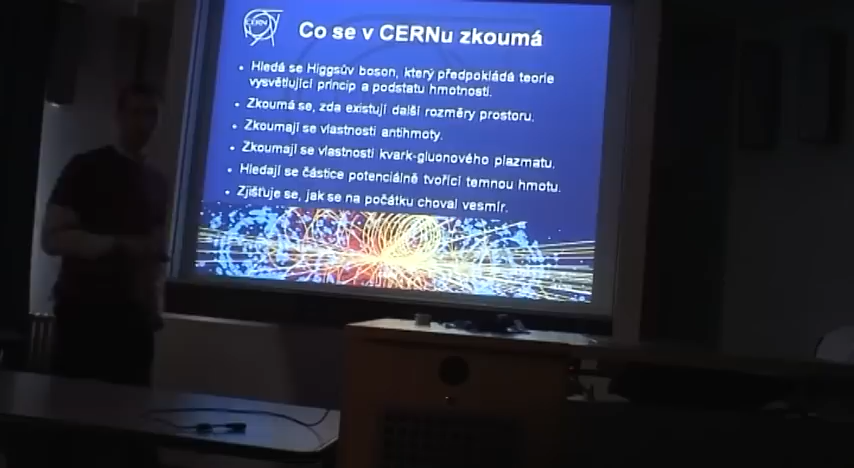 CERN
Co se v CERNu zkoumá
• Hledá se Higgsův boson, který předpokládá teorie
vysvětlující princip a podstatu hmotnosti.
• Zkoumá se, zda existují další rozměry prostoru.
• Zkoumají se vlastnosti antihmoty.
• Zkoumají se vlastnosti kvark-gluonového plazmatu.
• Hledají se částice potenciálně tvořící temnou hmotu.
• Zjišťuje se, jak se na počátku choval vesmír.